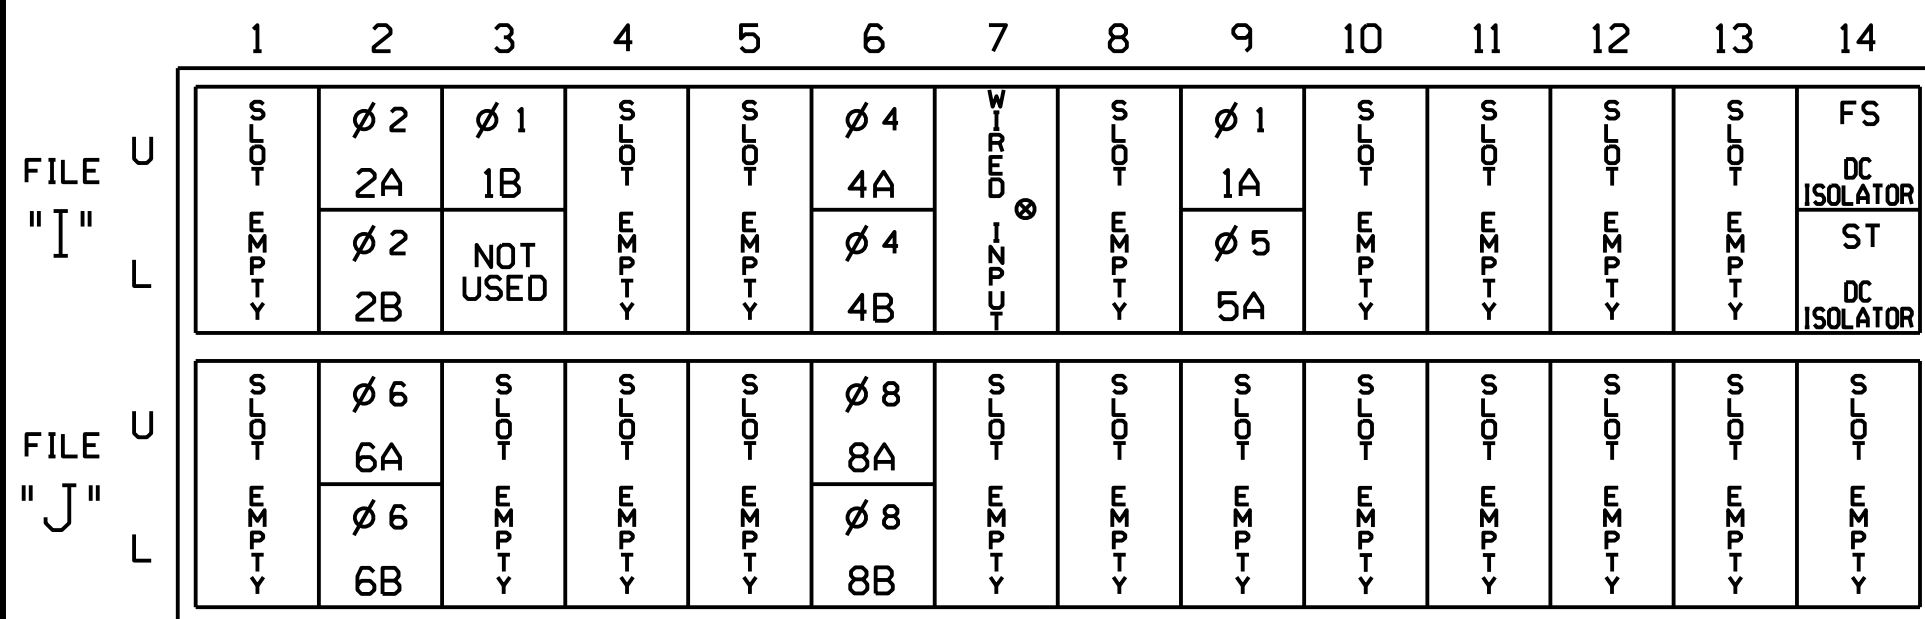 1 2 3 4 5 6 7 8 9 10 11 12 13 14
FILE "I"
U
SLOT EMPTY
Ø 2
2A
Ø 1
1B
SLOT EMPTY
SLOT EMPTY
Ø 4
4A
WIRED INPUT ⊗
SLOT EMPTY
Ø 1
1A
SLOT EMPTY
SLOT EMPTY
SLOT EMPTY
SLOT EMPTY
FS
DC
ISOLATOR
L
Ø 2
2B
NOT
USED
Ø 4
4B
Ø 5
5A
ST
DC
ISOLATOR
FILE "J"
U
SLOT EMPTY
Ø 6
6A
SLOT EMPTY
SLOT EMPTY
SLOT EMPTY
Ø 8
8A
SLOT EMPTY
SLOT EMPTY
SLOT EMPTY
SLOT EMPTY
SLOT EMPTY
SLOT EMPTY
SLOT EMPTY
SLOT EMPTY
L
Ø 6
6B
Ø 8
8B